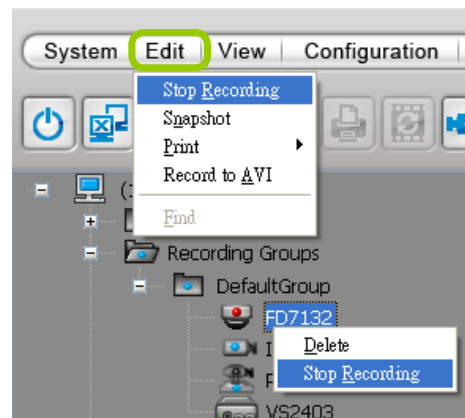 System Edit View Configuration
Stop Recording
Snapshot
Print
Record to AVI
Find
Recording Groups
DefaultGroup
FD7132
Delete
Stop Recording
VS2403